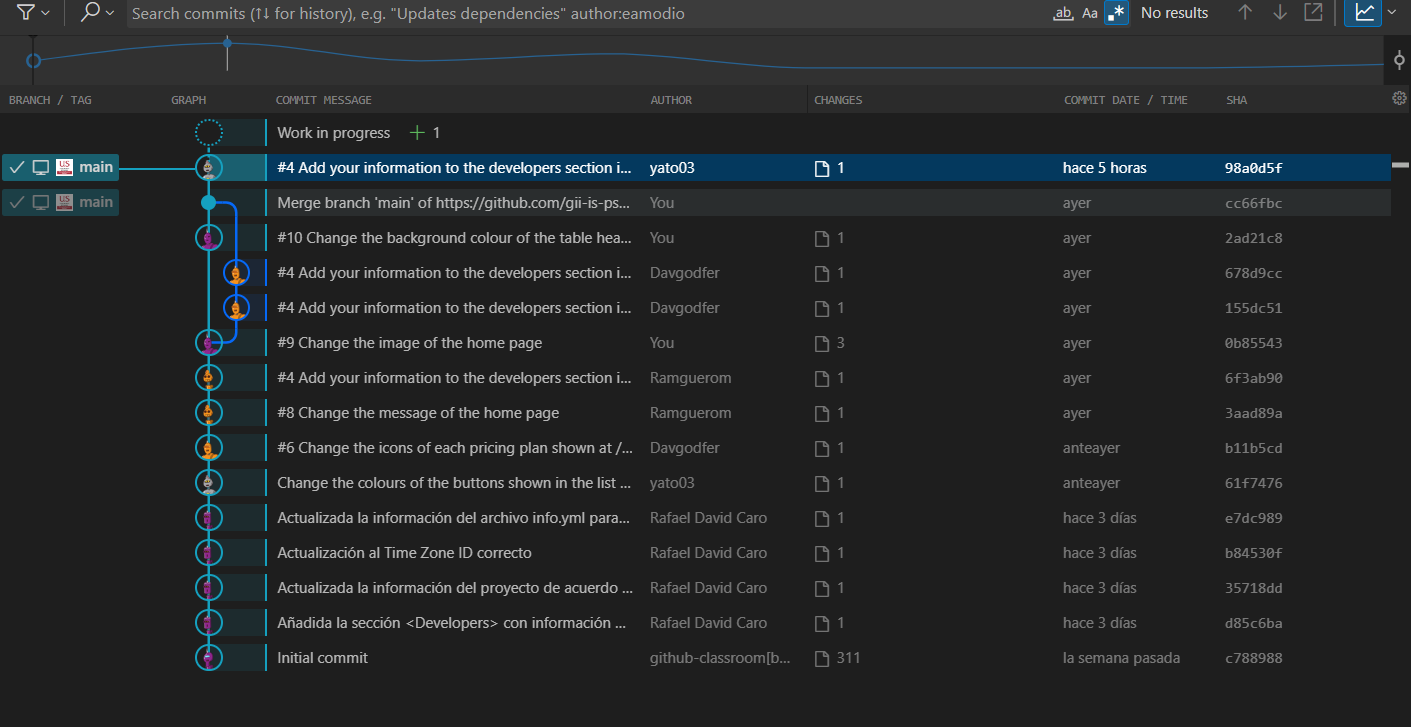 Search commits (↑↓ for history), e.g. "Updates dependencies" author:eamodio ab, Aa .* No results
BRANCH / TAG GRAPH COMMIT MESSAGE AUTHOR CHANGES COMMIT DATE / TIME SHA
Work in progress + 1
main #4 Add your information to the developers section i... yato03 1 hace 5 horas 98a0d5f
main Merge branch 'main' of https://github.com/gii-is-ps... You ayer cc66fbc
#10 Change the background colour of the table hea... You 1 ayer 2ad21c8
#4 Add your information to the developers section i... Davgodfer 1 ayer 678d9cc
#4 Add your information to the developers section i... Davgodfer 1 ayer 155dc51
#9 Change the image of the home page You 3 ayer 0b85543
#4 Add your information to the developers section i... Ramguerom 1 ayer 6f3ab90
#8 Change the message of the home page Ramguerom 1 ayer 3aad89a
#6 Change the icons of each pricing plan shown at /... Davgodfer 1 anteayer b11b5cd
Change the colours of the buttons shown in the list ... yato03 1 anteayer 61f7476
Actualizada la información del archivo info.yml para... Rafael David Caro 1 hace 3 días e7dc989
Actualización al Time Zone ID correcto Rafael David Caro 1 hace 3 días b84530f
Actualizada la información del proyecto de acuerdo ... Rafael David Caro 1 hace 3 días 35718dd
Añadida la sección <Developers> con información ... Rafael David Caro 1 hace 3 días d85c6ba
Initial commit github-classroom[b... 311 la semana pasada c788988